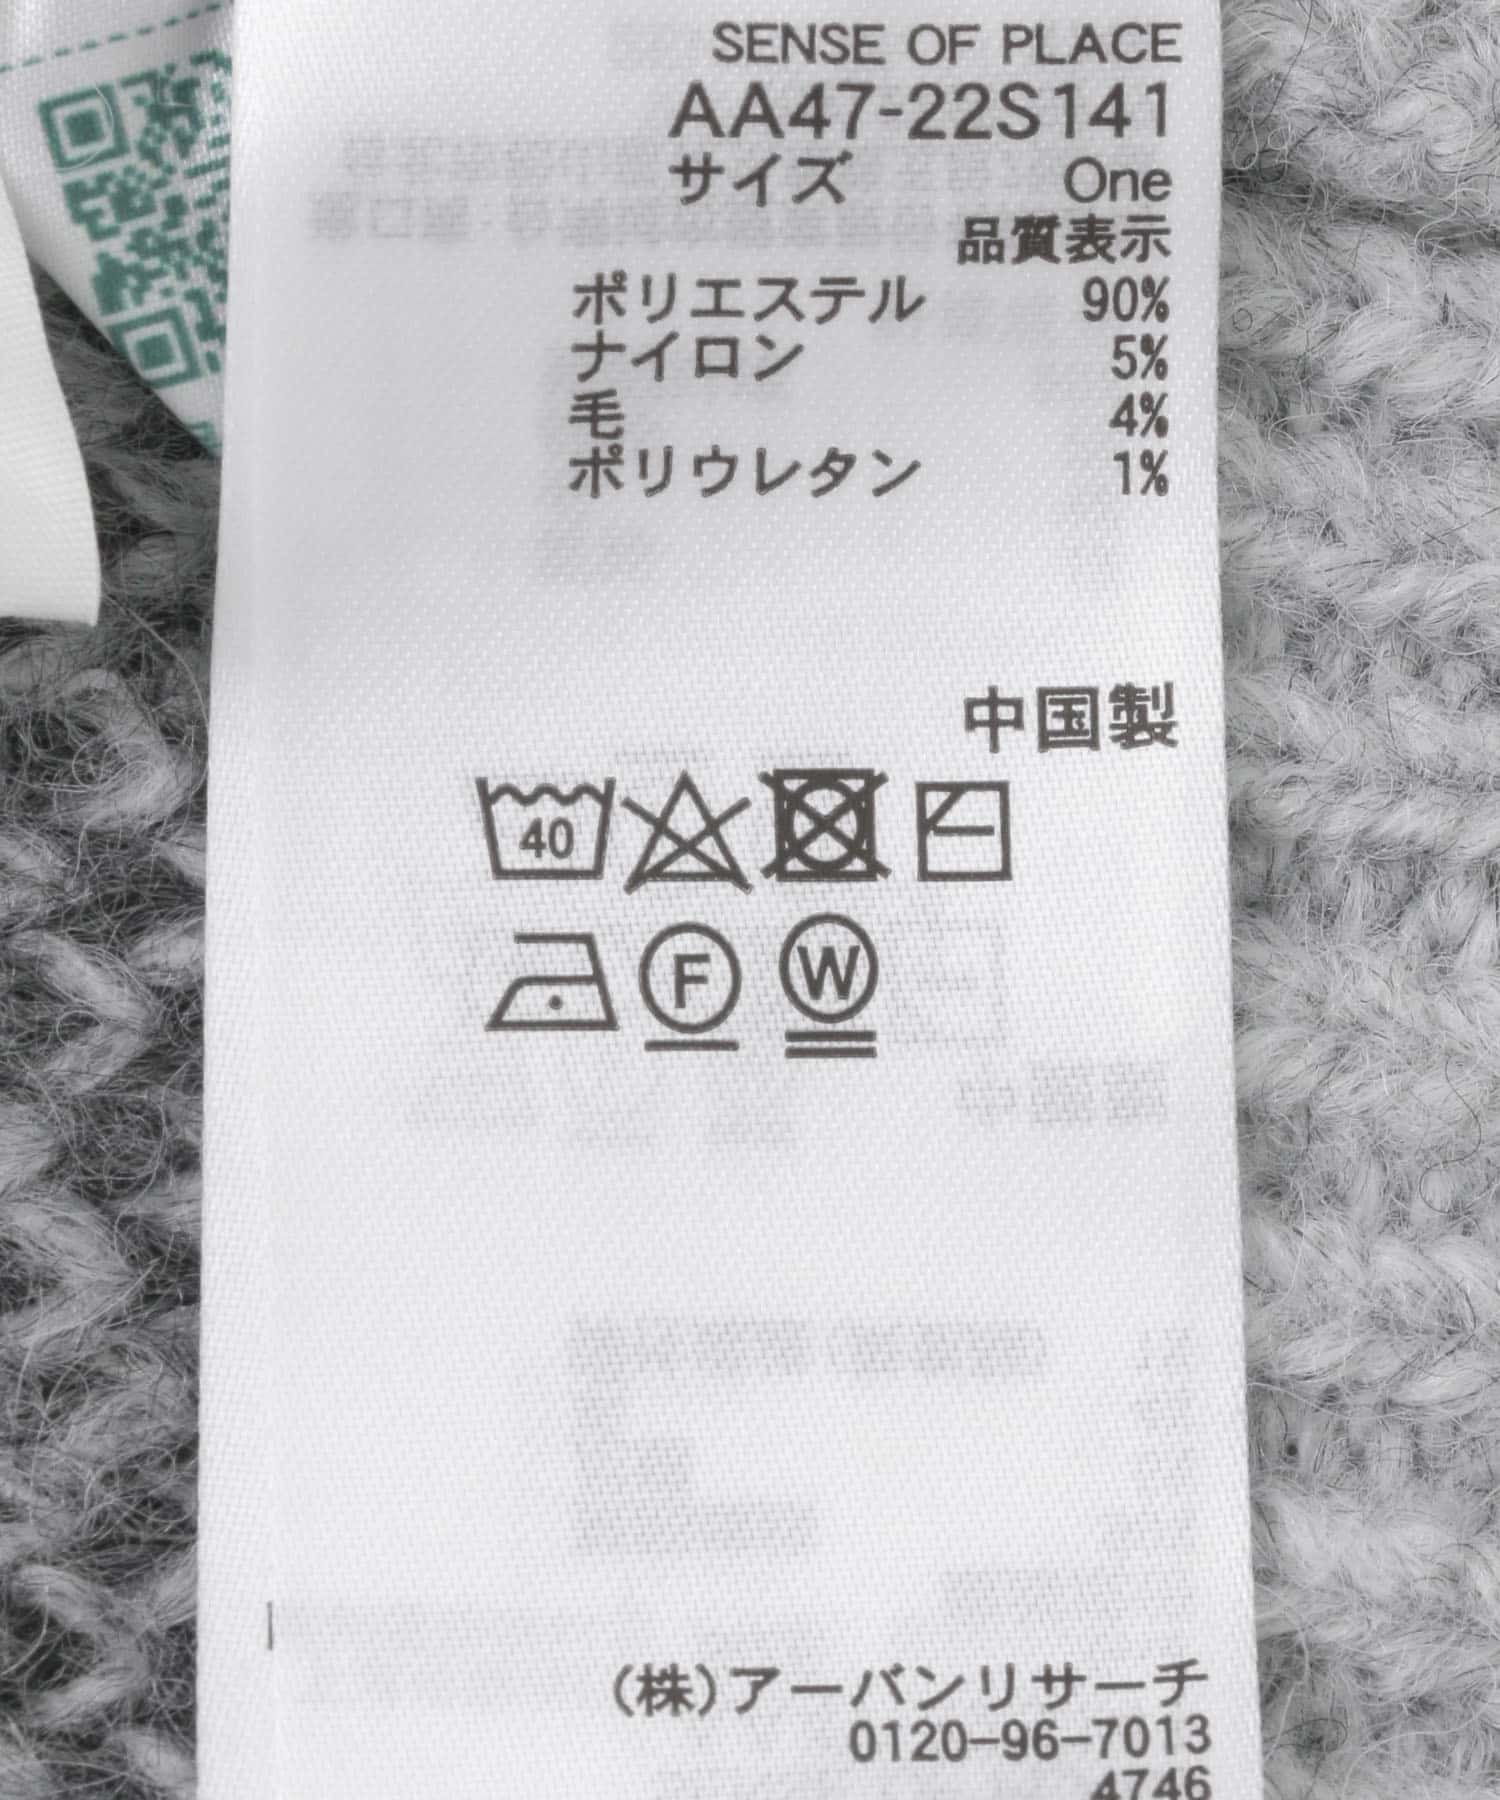 SENSE OF PLACE
AA47-22S141
サイズ One
品質表示
ポリエステル 90%
ナイロン 5%
毛 4%
ポリウレタン 1%
中国製
40
F W
(株)アーバンリサーチ
0120-96-7013
4746